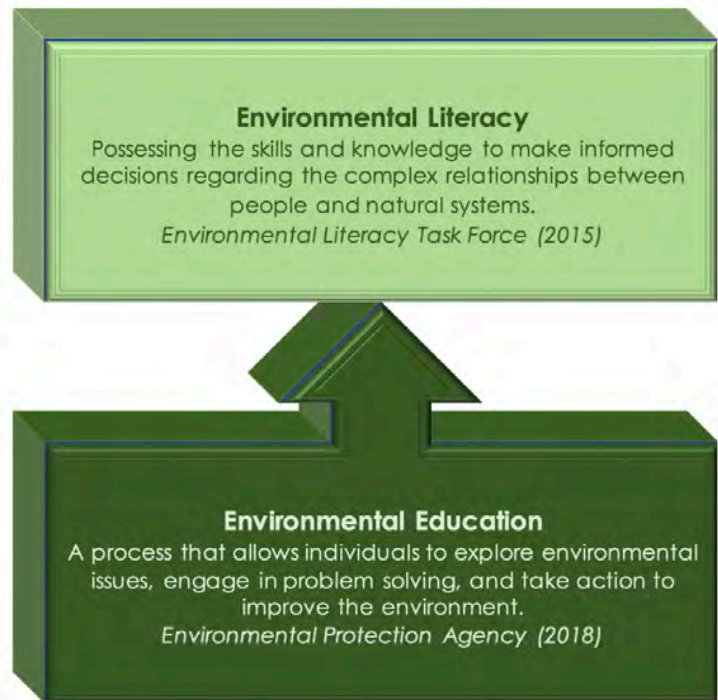 Environmental Literacy
Possessing the skills and knowledge to make informed
decisions regarding the complex relationships between
people and natural systems.
Environmental Literacy Task Force (2015)
Environmental Education
A process that allows individuals to explore environmental
issues, engage in problem solving, and take action to
improve the environment.
Environmental Protection Agency (2018)